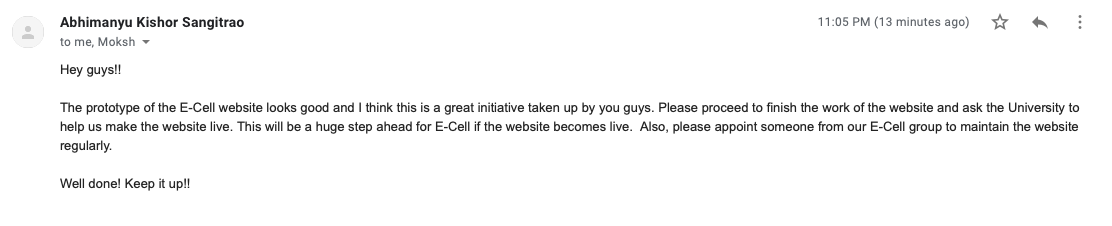 Abhimanyu Kishor Sangitrao
11:05 PM (13 minutes ago)
to me, Moksh
Hey guys!!
The prototype of the E-Cell website looks good and I think this is a great initiative taken up by you guys. Please proceed to finish the work of the website and ask the University to
help us make the website live. This will be a huge step ahead for E-Cell if the website becomes live.  Also, please appoint someone from our E-Cell group to maintain the website
regularly.
Well done! Keep it up!!